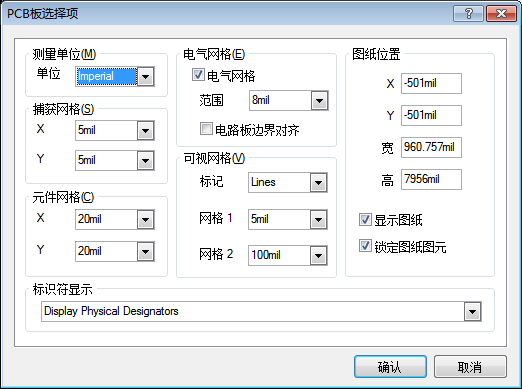 PCB板选择项
测量单位(M)
单位 Imperial
捕获网格(S)
X 5mil
Y 5mil
元件网格(C)
X 20mil
Y 20mil
电气网格(E)
电气网格
范围 8mil
电路板边界对齐
可视网格(V)
标记 Lines
网格 1 5mil
网格 2 100mil
图纸位置
X -501mil
Y -501mil
宽 960.757mil
高 7956mil
显示图纸
锁定图纸图元
标识符显示
Display Physical Designators
确认 取消